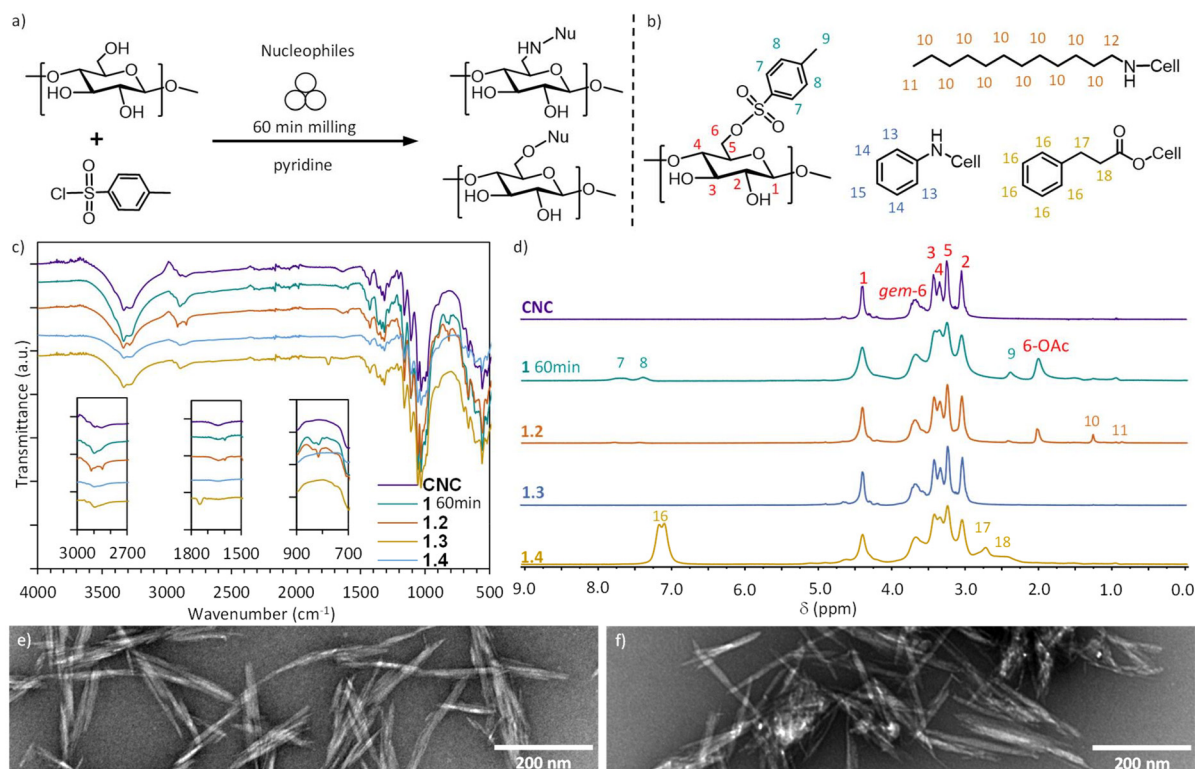 a)
OH
O
HO
OH
O
+
Cl
S
O
O
Nucleophiles
60 min milling
pyridine
HN
Nu
O
HO
OH
O
O
Nu
O
HO
OH
O
b)
9
8
7
8
7
S
O
O
O
6
5
4
O
HO
3
2
OH
1
O
10 10 10 10 10 12
11 10 10 10 10 10
N
H
Cell
13
H
N
Cell
14
15
14
13
16
17
O
O
Cell
16
16
18
16
16
c)
Transmittance (a.u.)
3000 2700
1800 1500
900 700
CNC
1 60min
1.2
1.3
1.4
4000 3500 3000 2500 2000 1500 1000 500
Wavenumber (cm⁻¹)
d)
1
gem-6
3
4
5
2
CNC
7 8
9
6-OAc
1 60min
10
11
1.2
1.3
16
17
18
1.4
9.0 8.0 7.0 6.0 5.0 4.0 3.0 2.0 1.0 0.0
δ (ppm)
e)
200 nm
f)
200 nm